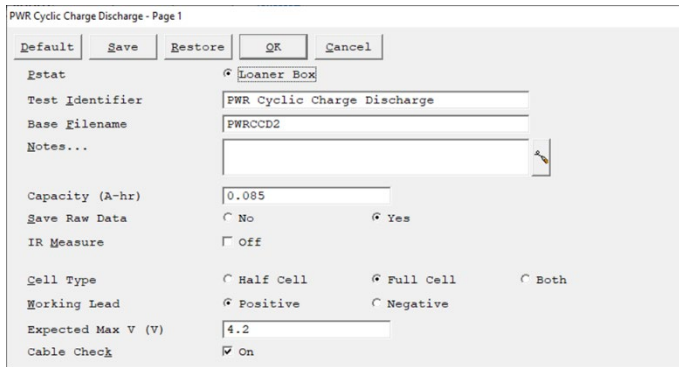 PWR Cyclic Charge Discharge - Page 1
Default Save Restore OK Cancel
Pstat Loaner Box
Test Identifier PWR Cyclic Charge Discharge
Base Filename PWRCCD2
Notes...
Capacity (A-hr) 0.085
Save Raw Data No Yes
IR Measure Off
Cell Type Half Cell Full Cell Both
Working Lead Positive Negative
Expected Max V (V) 4.2
Cable Check On